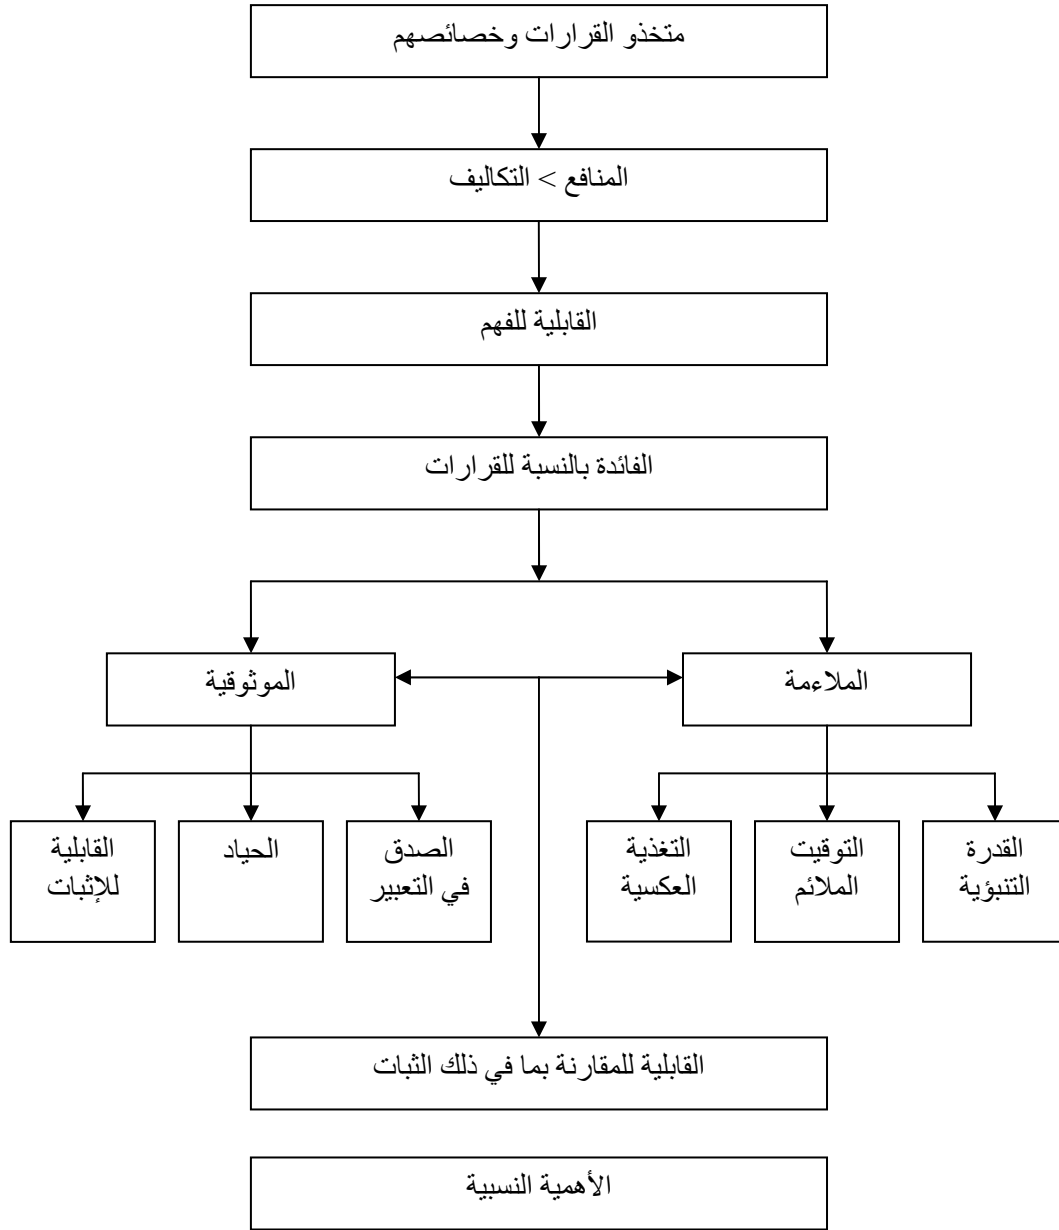 متخذو القرارات وخصائصهم
المنافع > التكاليف
القابلية للفهم
الفائدة بالنسبة للقرارات
الملاءمة
الموثوقية
القدرة
التنبؤية
التوقيت
الملائم
التغذية
العكسية
الصدق
في التعبير
الحياد
القابلية
للإثبات
القابلية للمقارنة بما في ذلك الثبات
الأهمية النسبية